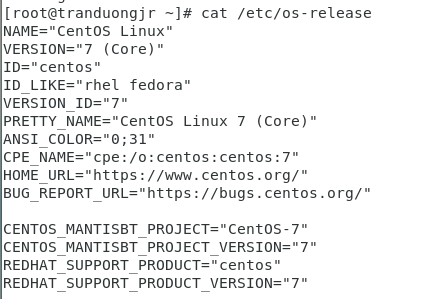 [root@tranduongjr ~]# cat /etc/os-release
NAME="CentOS Linux"
VERSION="7 (Core)"
ID="centos"
ID_LIKE="rhel fedora"
VERSION_ID="7"
PRETTY_NAME="CentOS Linux 7 (Core)"
ANSI_COLOR="0;31"
CPE_NAME="cpe:/o:centos:centos:7"
HOME_URL="https://www.centos.org/"
BUG_REPORT_URL="https://bugs.centos.org/"

CENTOS_MANTISBT_PROJECT="CentOS-7"
CENTOS_MANTISBT_PROJECT_VERSION="7"
REDHAT_SUPPORT_PRODUCT="centos"
REDHAT_SUPPORT_PRODUCT_VERSION="7"